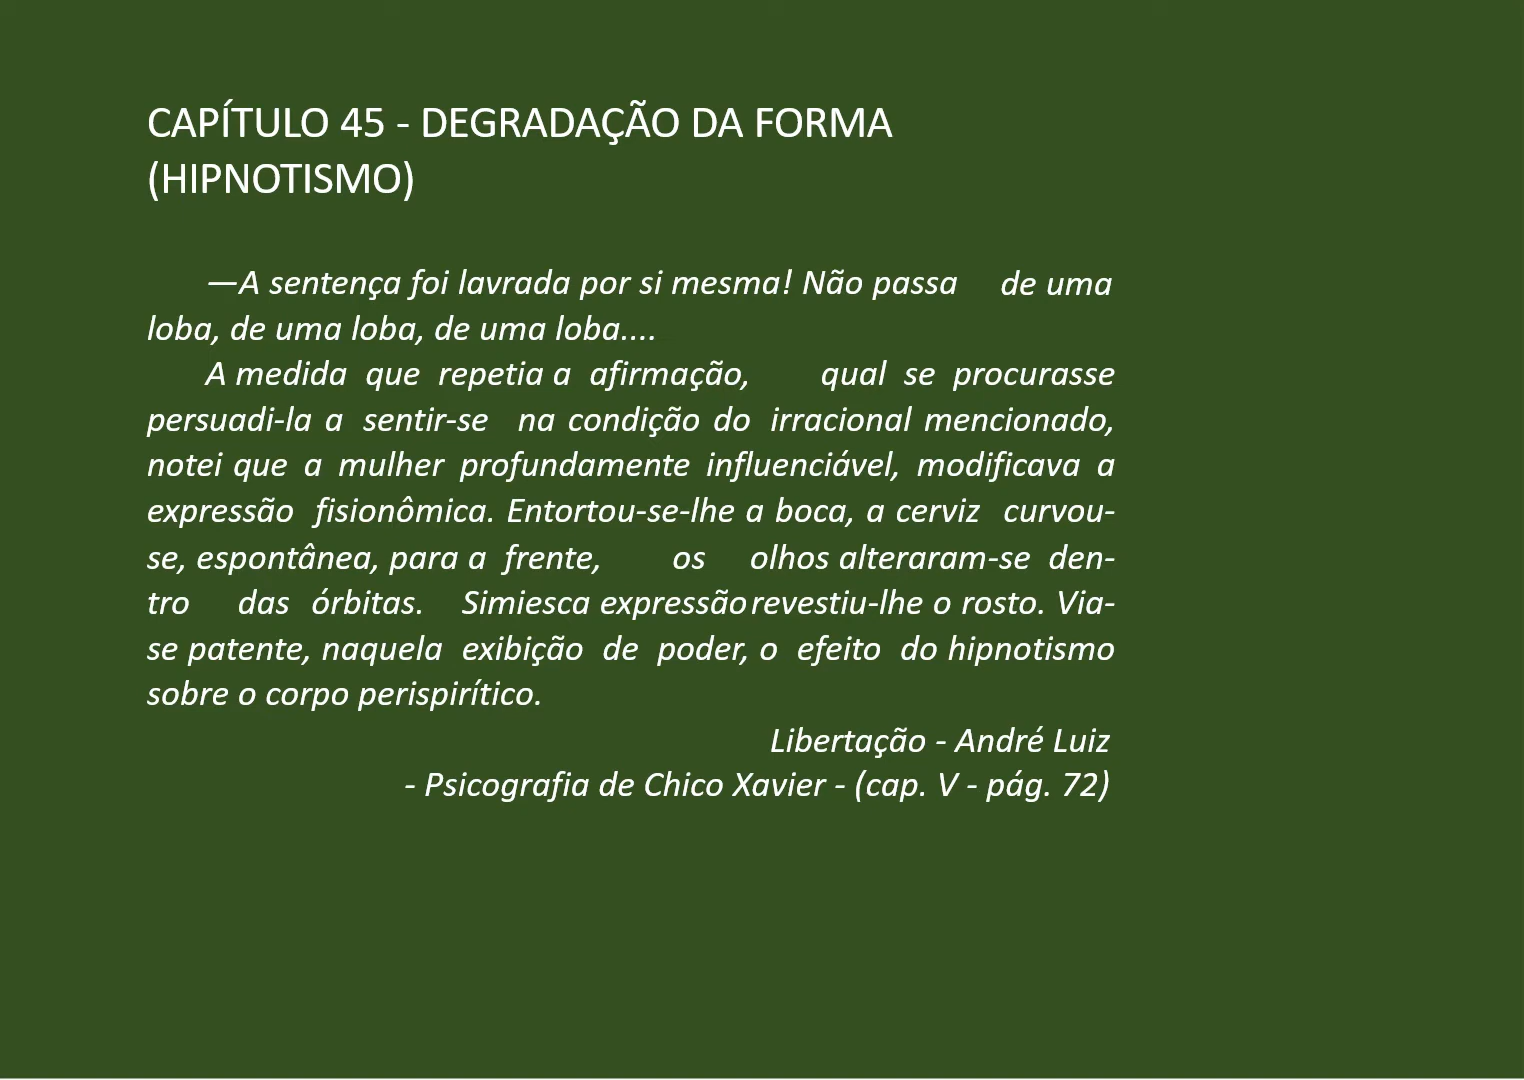 CAPÍTULO 45 - DEGRADAÇÃO DA FORMA
(HIPNOTISMO)
—A sentença foi lavrada por si mesma! Não passa de uma
loba, de uma loba, de uma loba....
A medida que repetia a afirmação, qual se procurasse
persuadi-la a sentir-se na condição do irracional mencionado,
notei que a mulher profundamente influenciável, modificava a
expressão fisionômica. Entortou-se-lhe a boca, a cerviz curvou-
se, espontânea, para a frente, os olhos alteraram-se den-
tro das órbitas. Simiesca expressão revestiu-lhe o rosto. Via-
se patente, naquela exibição de poder, o efeito do hipnotismo
sobre o corpo perispirítico.
Libertação - André Luiz
- Psicografia de Chico Xavier - (cap. V - pág. 72)